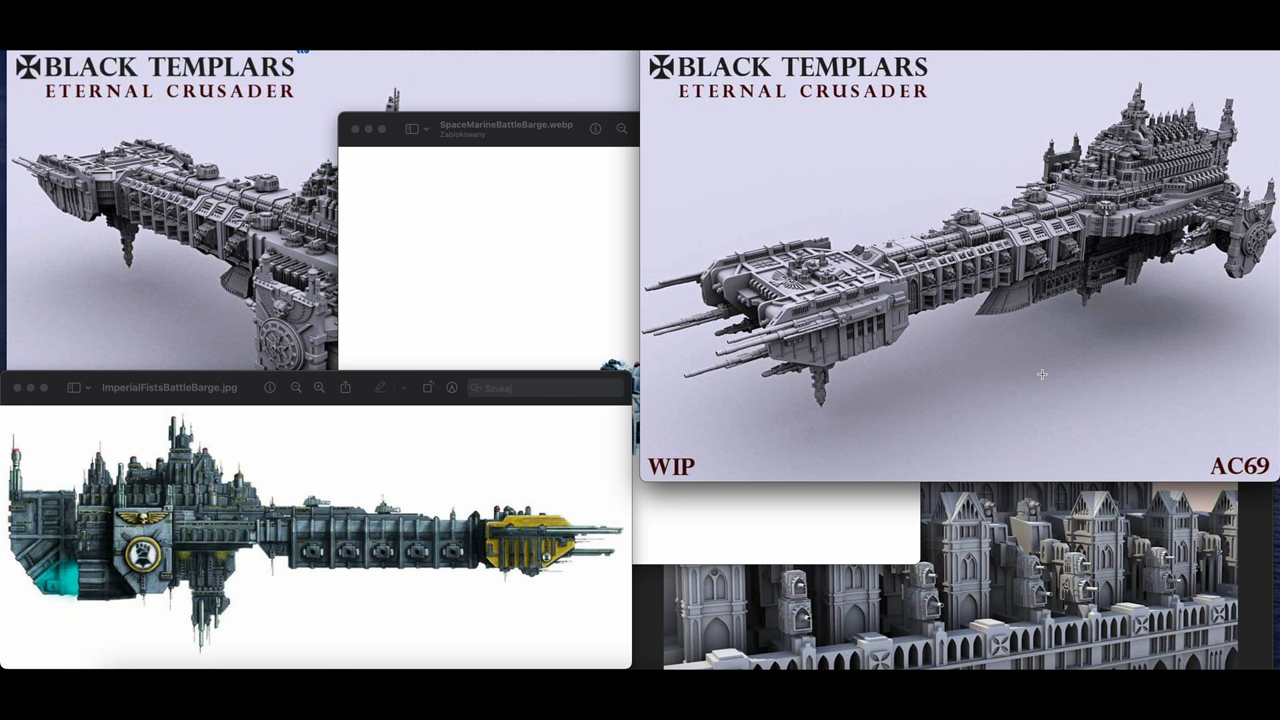 BLACK TEMPLARS
ETERNAL CRUSADER
SpaceMarineBattleBarge.webp
Zablokowany
BLACK TEMPLARS
ETERNAL CRUSADER
ImperialFistsBattleBarge.jpg
Szukaj
WIP
AC69